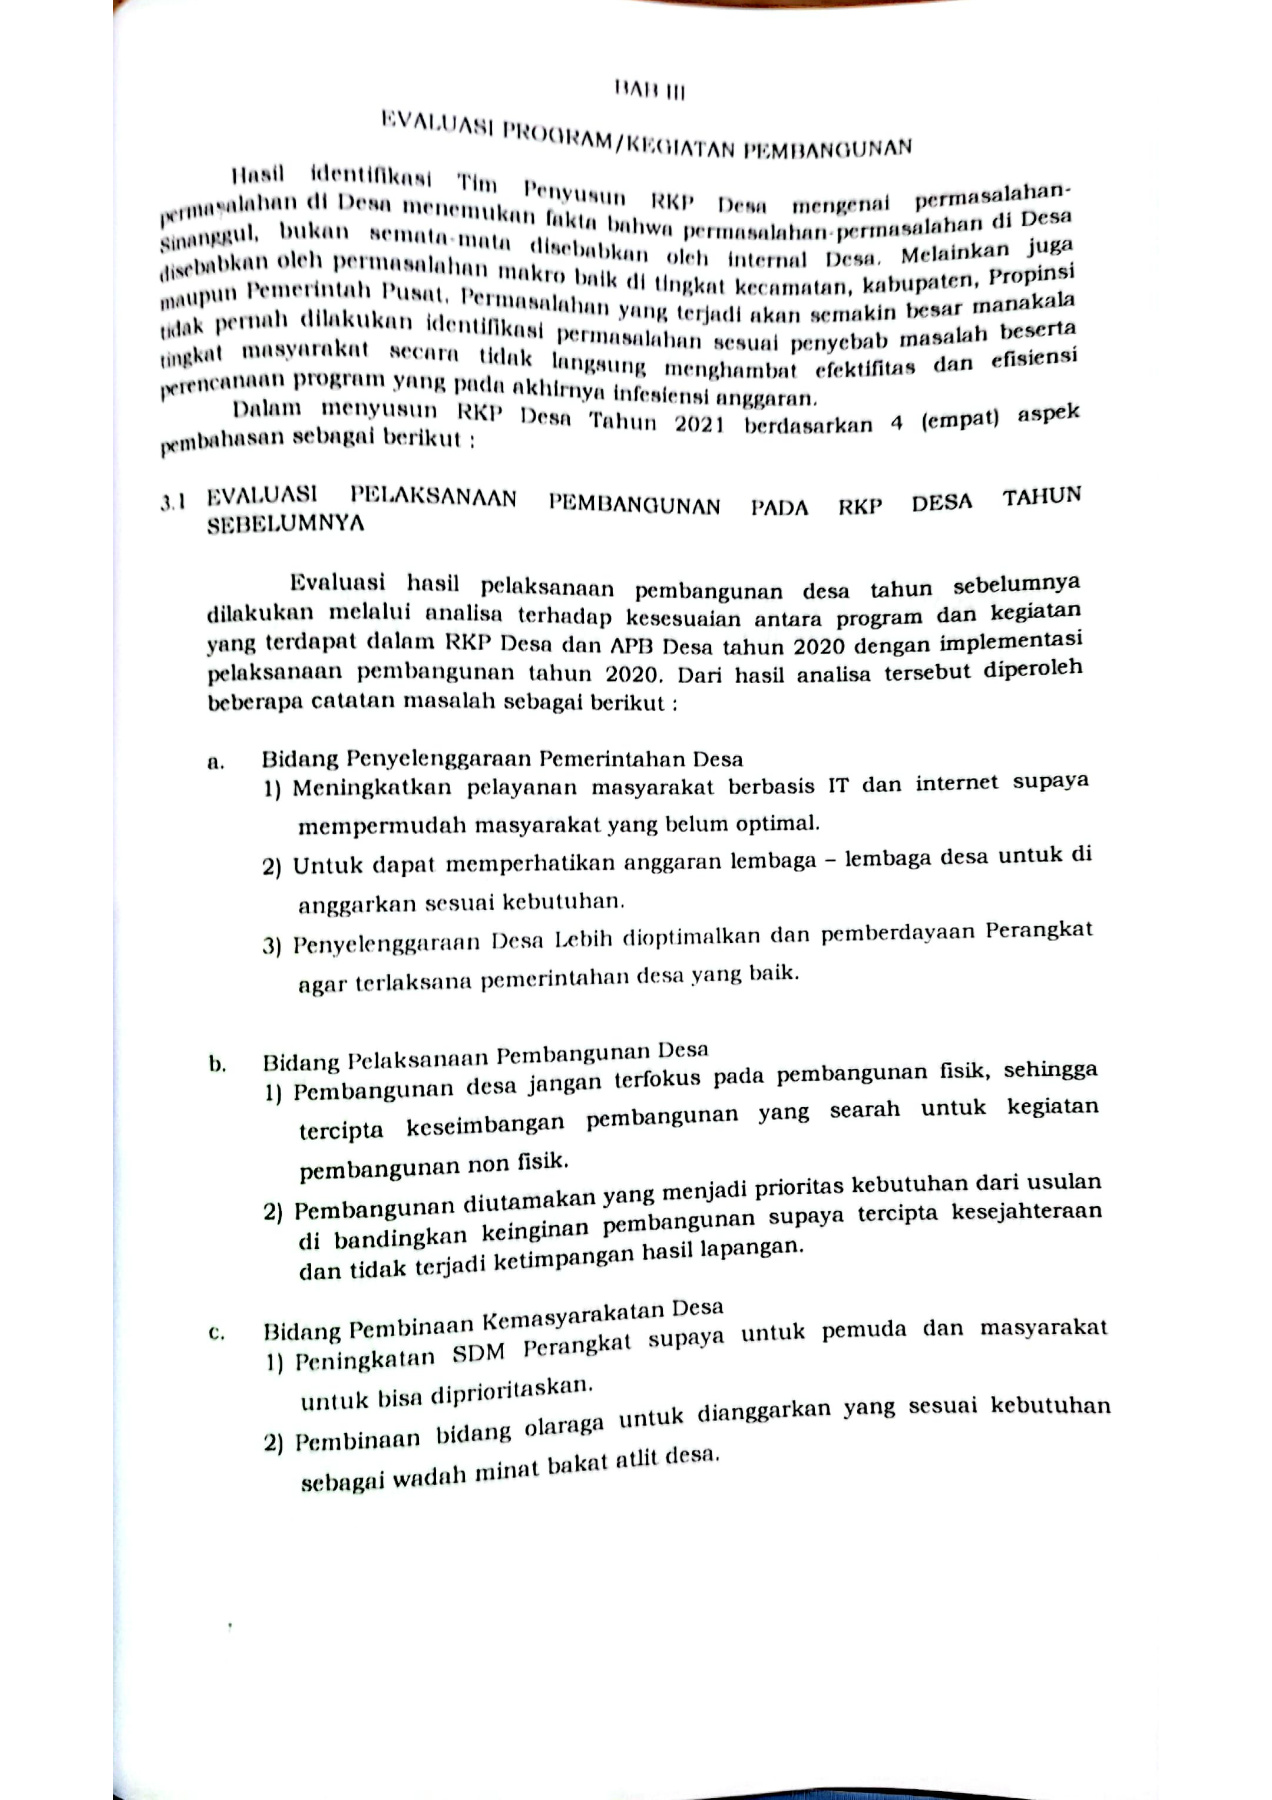 BAB III
EVALUASI PROGRAM/KEGIATAN PEMBANGUNAN
Hasil identifikasi Tim Penyusun RKP Desa mengenai permasalahan-
permasalahan di Desa menemukan fakta bahwa permasalahan-permasalahan di Desa
Sinanggul, bukan semata-mata disebabkan oleh internal Desa. Melainkan juga
disebabkan oleh permasalahan makro baik di tingkat kecamatan, kabupaten, Propinsi
maupun Pemerintah Pusat. Permasalahan yang terjadi akan semakin besar manakala
tidak pernah dilakukan identifikasi permasalahan sesuai penyebab masalah beserta
tingkat masyarakat secara tidak langsung menghambat efektifitas dan efisiensi
perencanaan program yang pada akhirnya infesiensi anggaran.
Dalam menyusun RKP Desa Tahun 2021 berdasarkan 4 (empat) aspek
pembahasan sebagai berikut :
3.1 EVALUASI PELAKSANAAN PEMBANGUNAN PADA RKP DESA TAHUN
SEBELUMNYA
Evaluasi hasil pelaksanaan pembangunan desa tahun sebelumnya
dilakukan melalui analisa terhadap kesesuaian antara program dan kegiatan
yang terdapat dalam RKP Desa dan APB Desa tahun 2020 dengan implementasi
pelaksanaan pembangunan tahun 2020. Dari hasil analisa tersebut diperoleh
beberapa catatan masalah sebagai berikut :
a. Bidang Penyelenggaraan Pemerintahan Desa
1) Meningkatkan pelayanan masyarakat berbasis IT dan internet supaya
mempermudah masyarakat yang belum optimal.
2) Untuk dapat memperhatikan anggaran lembaga – lembaga desa untuk di
anggarkan sesuai kebutuhan.
3) Penyelenggaraan Desa Lebih dioptimalkan dan pemberdayaan Perangkat
agar terlaksana pemerintahan desa yang baik.
b. Bidang Pelaksanaan Pembangunan Desa
1) Pembangunan desa jangan terfokus pada pembangunan fisik, sehingga
tercipta keseimbangan pembangunan yang searah untuk kegiatan
pembangunan non fisik.
2) Pembangunan diutamakan yang menjadi prioritas kebutuhan dari usulan
di bandingkan keinginan pembangunan supaya tercipta kesejahteraan
dan tidak terjadi ketimpangan hasil lapangan.
c. Bidang Pembinaan Kemasyarakatan Desa
1) Peningkatan SDM Perangkat supaya untuk pemuda dan masyarakat
untuk bisa diprioritaskan.
2) Pembinaan bidang olaraga untuk dianggarkan yang sesuai kebutuhan
sebagai wadah minat bakat atlit desa.